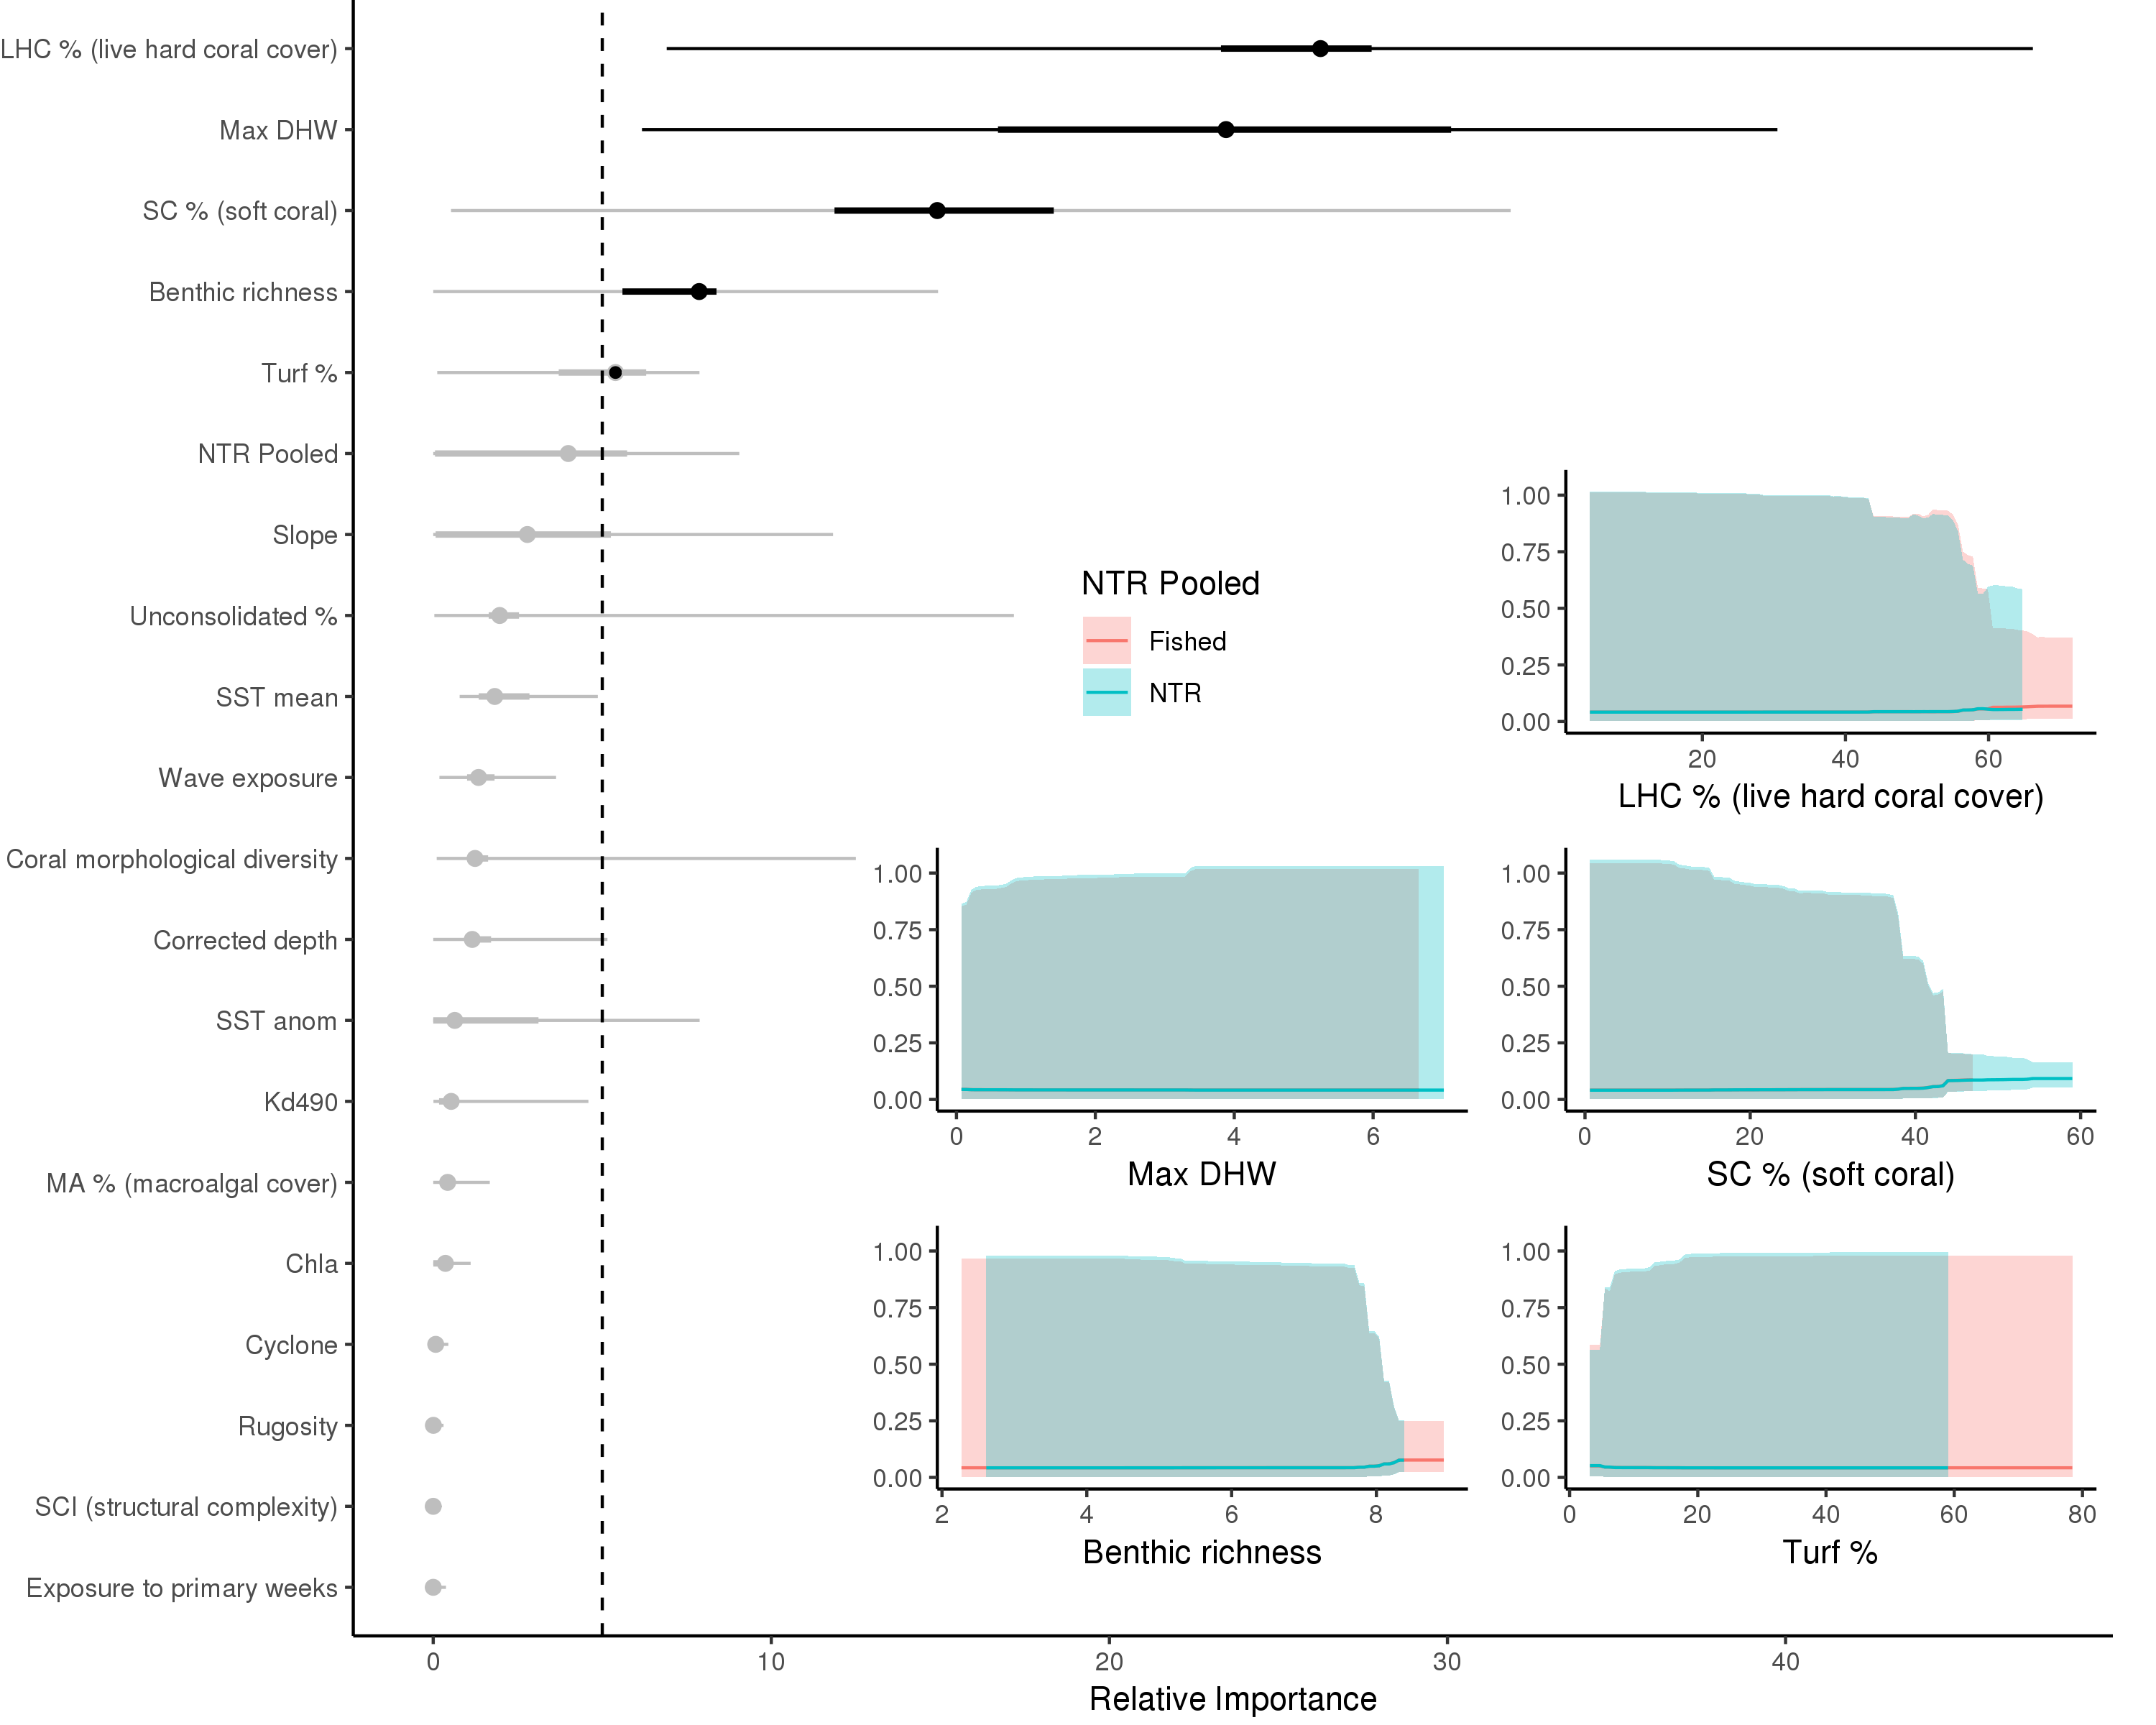 LHC % (live hard coral cover)
Max DHW
SC % (soft coral)
Benthic richness
Turf %
NTR Pooled
Slope
Unconsolidated %
SST mean
Wave exposure
Coral morphological diversity
Corrected depth
SST anom
Kd490
MA % (macroalgal cover)
Chla
Cyclone
Rugosity
SCI (structural complexity)
Exposure to primary weeks
0 10 20 30 40
Relative Importance
NTR Pooled
Fished
NTR
1.00
0.75
0.50
0.25
0.00
20 40 60
LHC % (live hard coral cover)
1.00
0.75
0.50
0.25
0.00
0 2 4 6
Max DHW
1.00
0.75
0.50
0.25
0.00
0 20 40 60
SC % (soft coral)
1.00
0.75
0.50
0.25
0.00
2 4 6 8
Benthic richness
1.00
0.75
0.50
0.25
0.00
0 20 40 60 80
Turf %